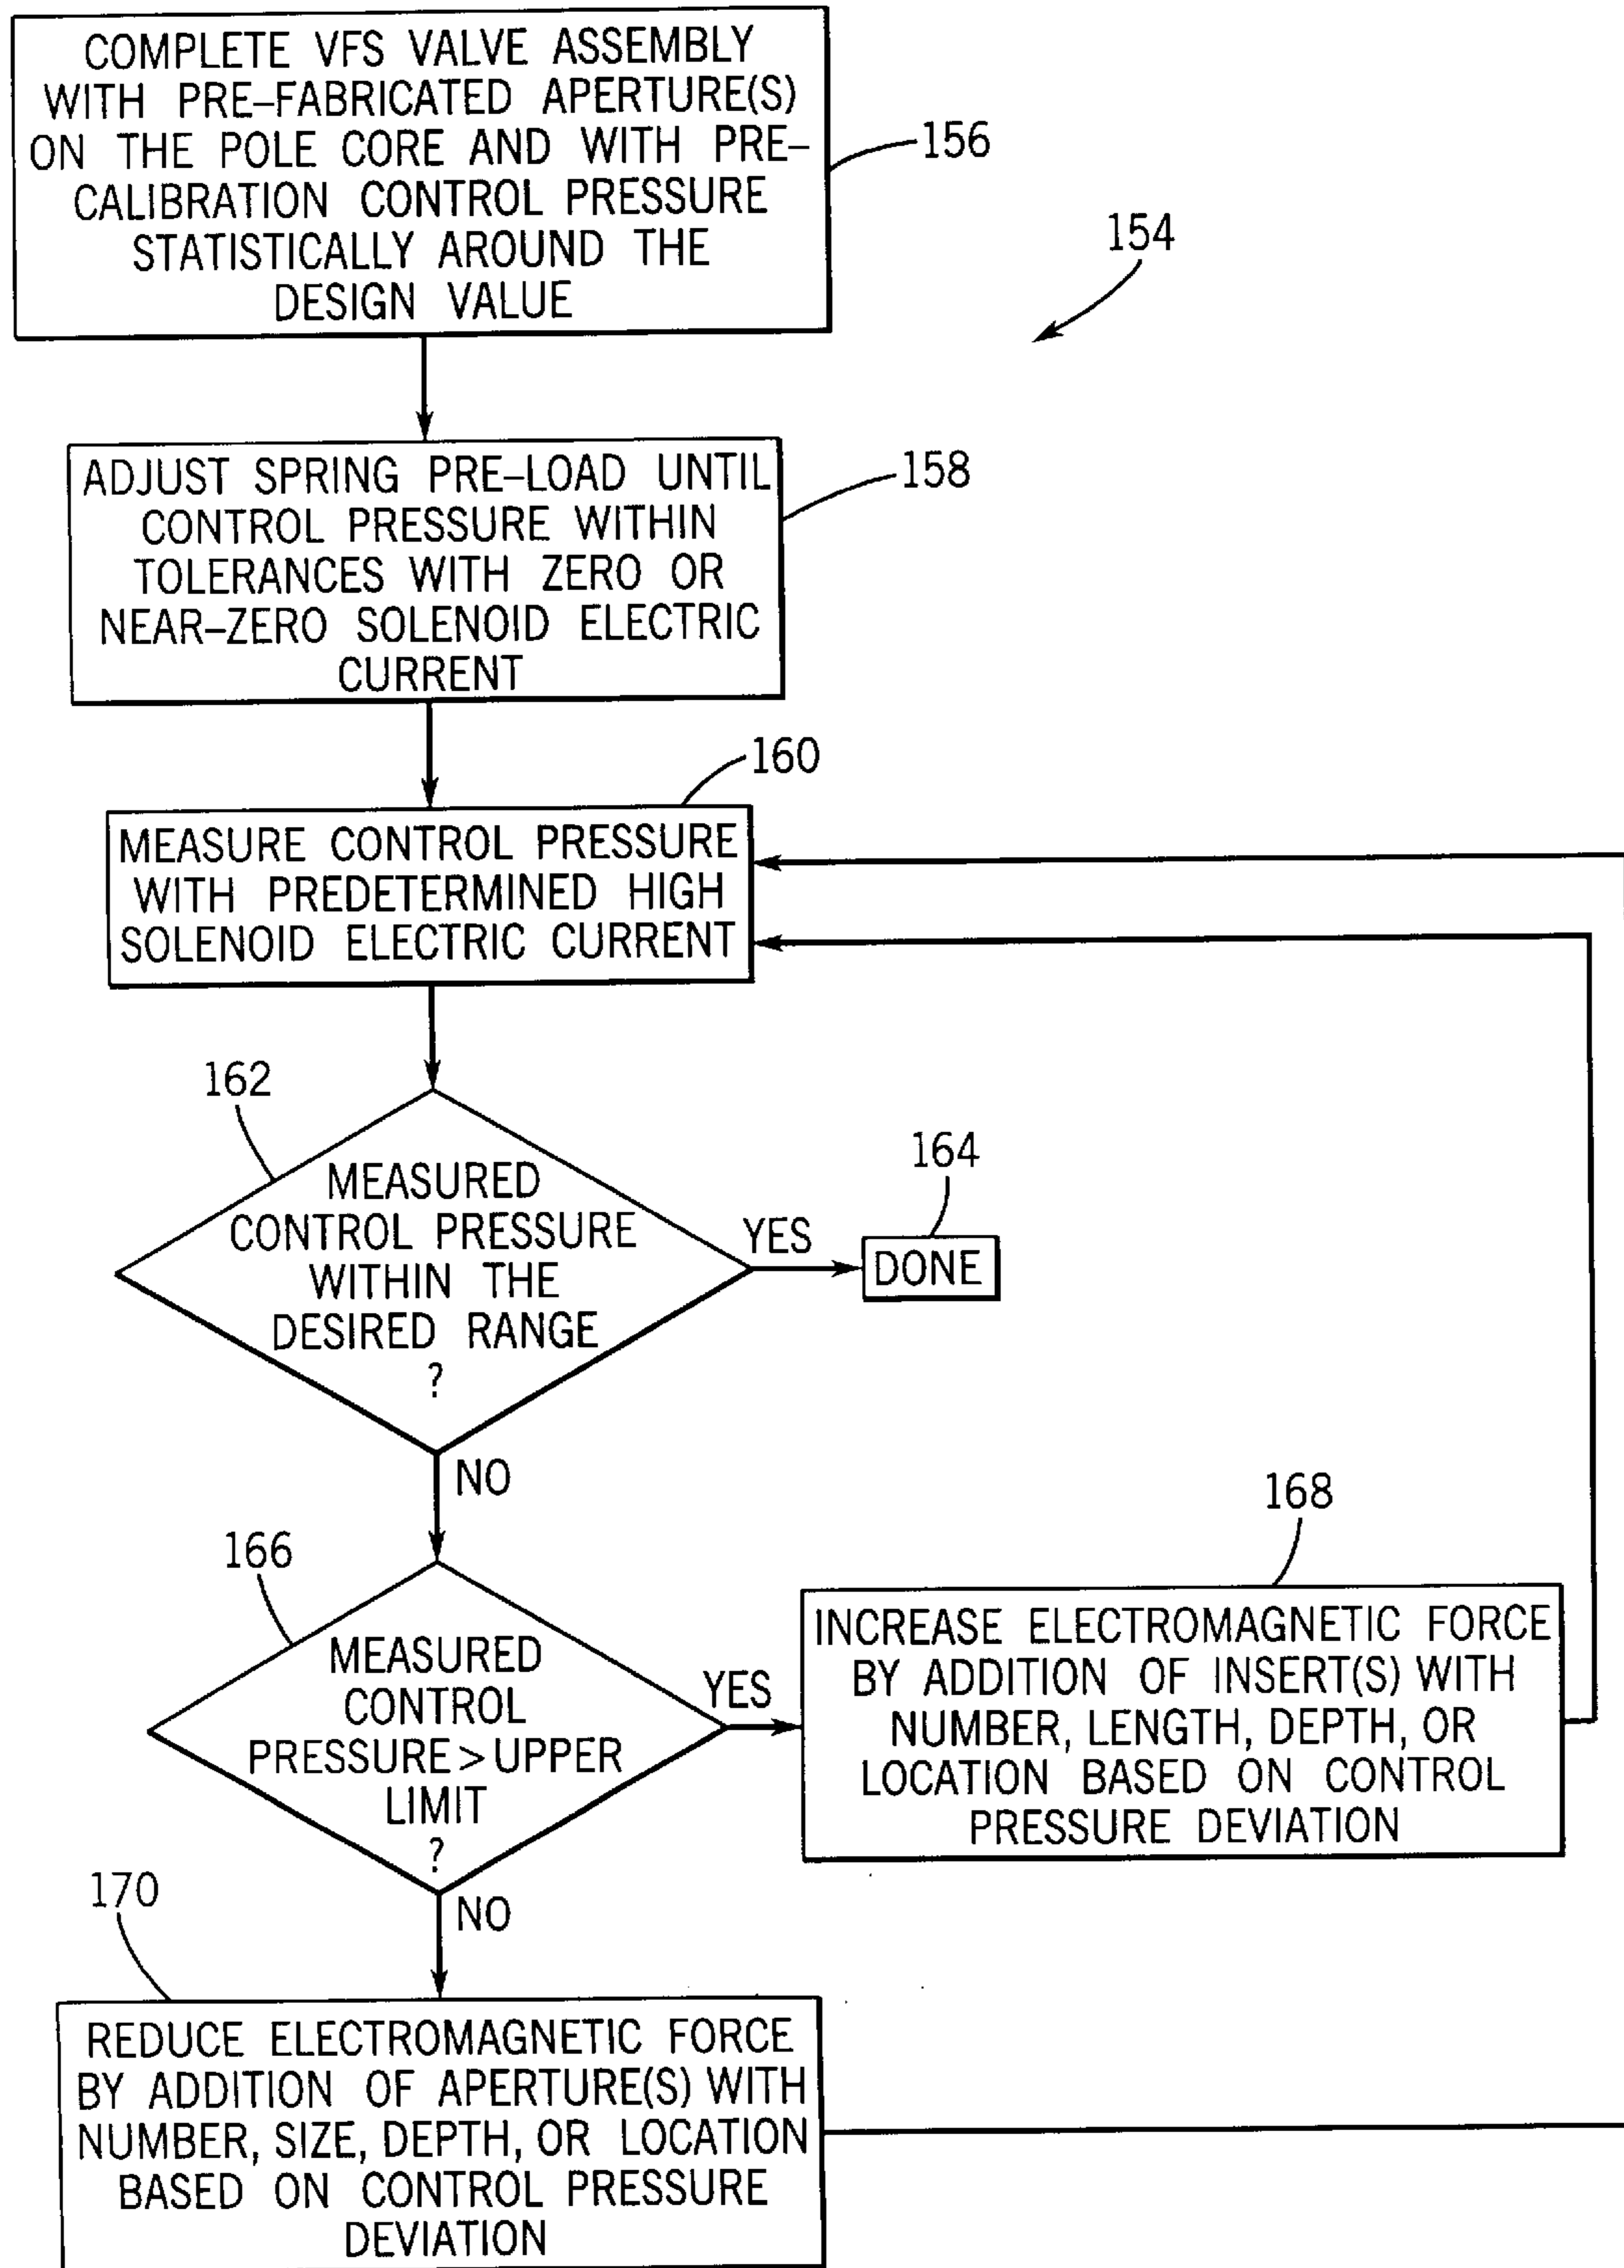 COMPLETE VFS VALVE ASSEMBLY
WITH PRE-FABRICATED APERTURE(S)
ON THE POLE CORE AND WITH PRE-
CALIBRATION CONTROL PRESSURE
STATISTICALLY AROUND THE
DESIGN VALUE
156
154
ADJUST SPRING PRE-LOAD UNTIL
CONTROL PRESSURE WITHIN
TOLERANCES WITH ZERO OR
NEAR-ZERO SOLENOID ELECTRIC
CURRENT
158
160
MEASURE CONTROL PRESSURE
WITH PREDETERMINED HIGH
SOLENOID ELECTRIC CURRENT
162
MEASURED
CONTROL PRESSURE
WITHIN THE
DESIRED RANGE
?
YES
164
DONE
NO
166
MEASURED
CONTROL
PRESSURE > UPPER
LIMIT
?
YES
168
INCREASE ELECTROMAGNETIC FORCE
BY ADDITION OF INSERT(S) WITH
NUMBER, LENGTH, DEPTH, OR
LOCATION BASED ON CONTROL
PRESSURE DEVIATION
NO
170
REDUCE ELECTROMAGNETIC FORCE
BY ADDITION OF APERTURE(S) WITH
NUMBER, SIZE, DEPTH, OR LOCATION
BASED ON CONTROL PRESSURE
DEVIATION